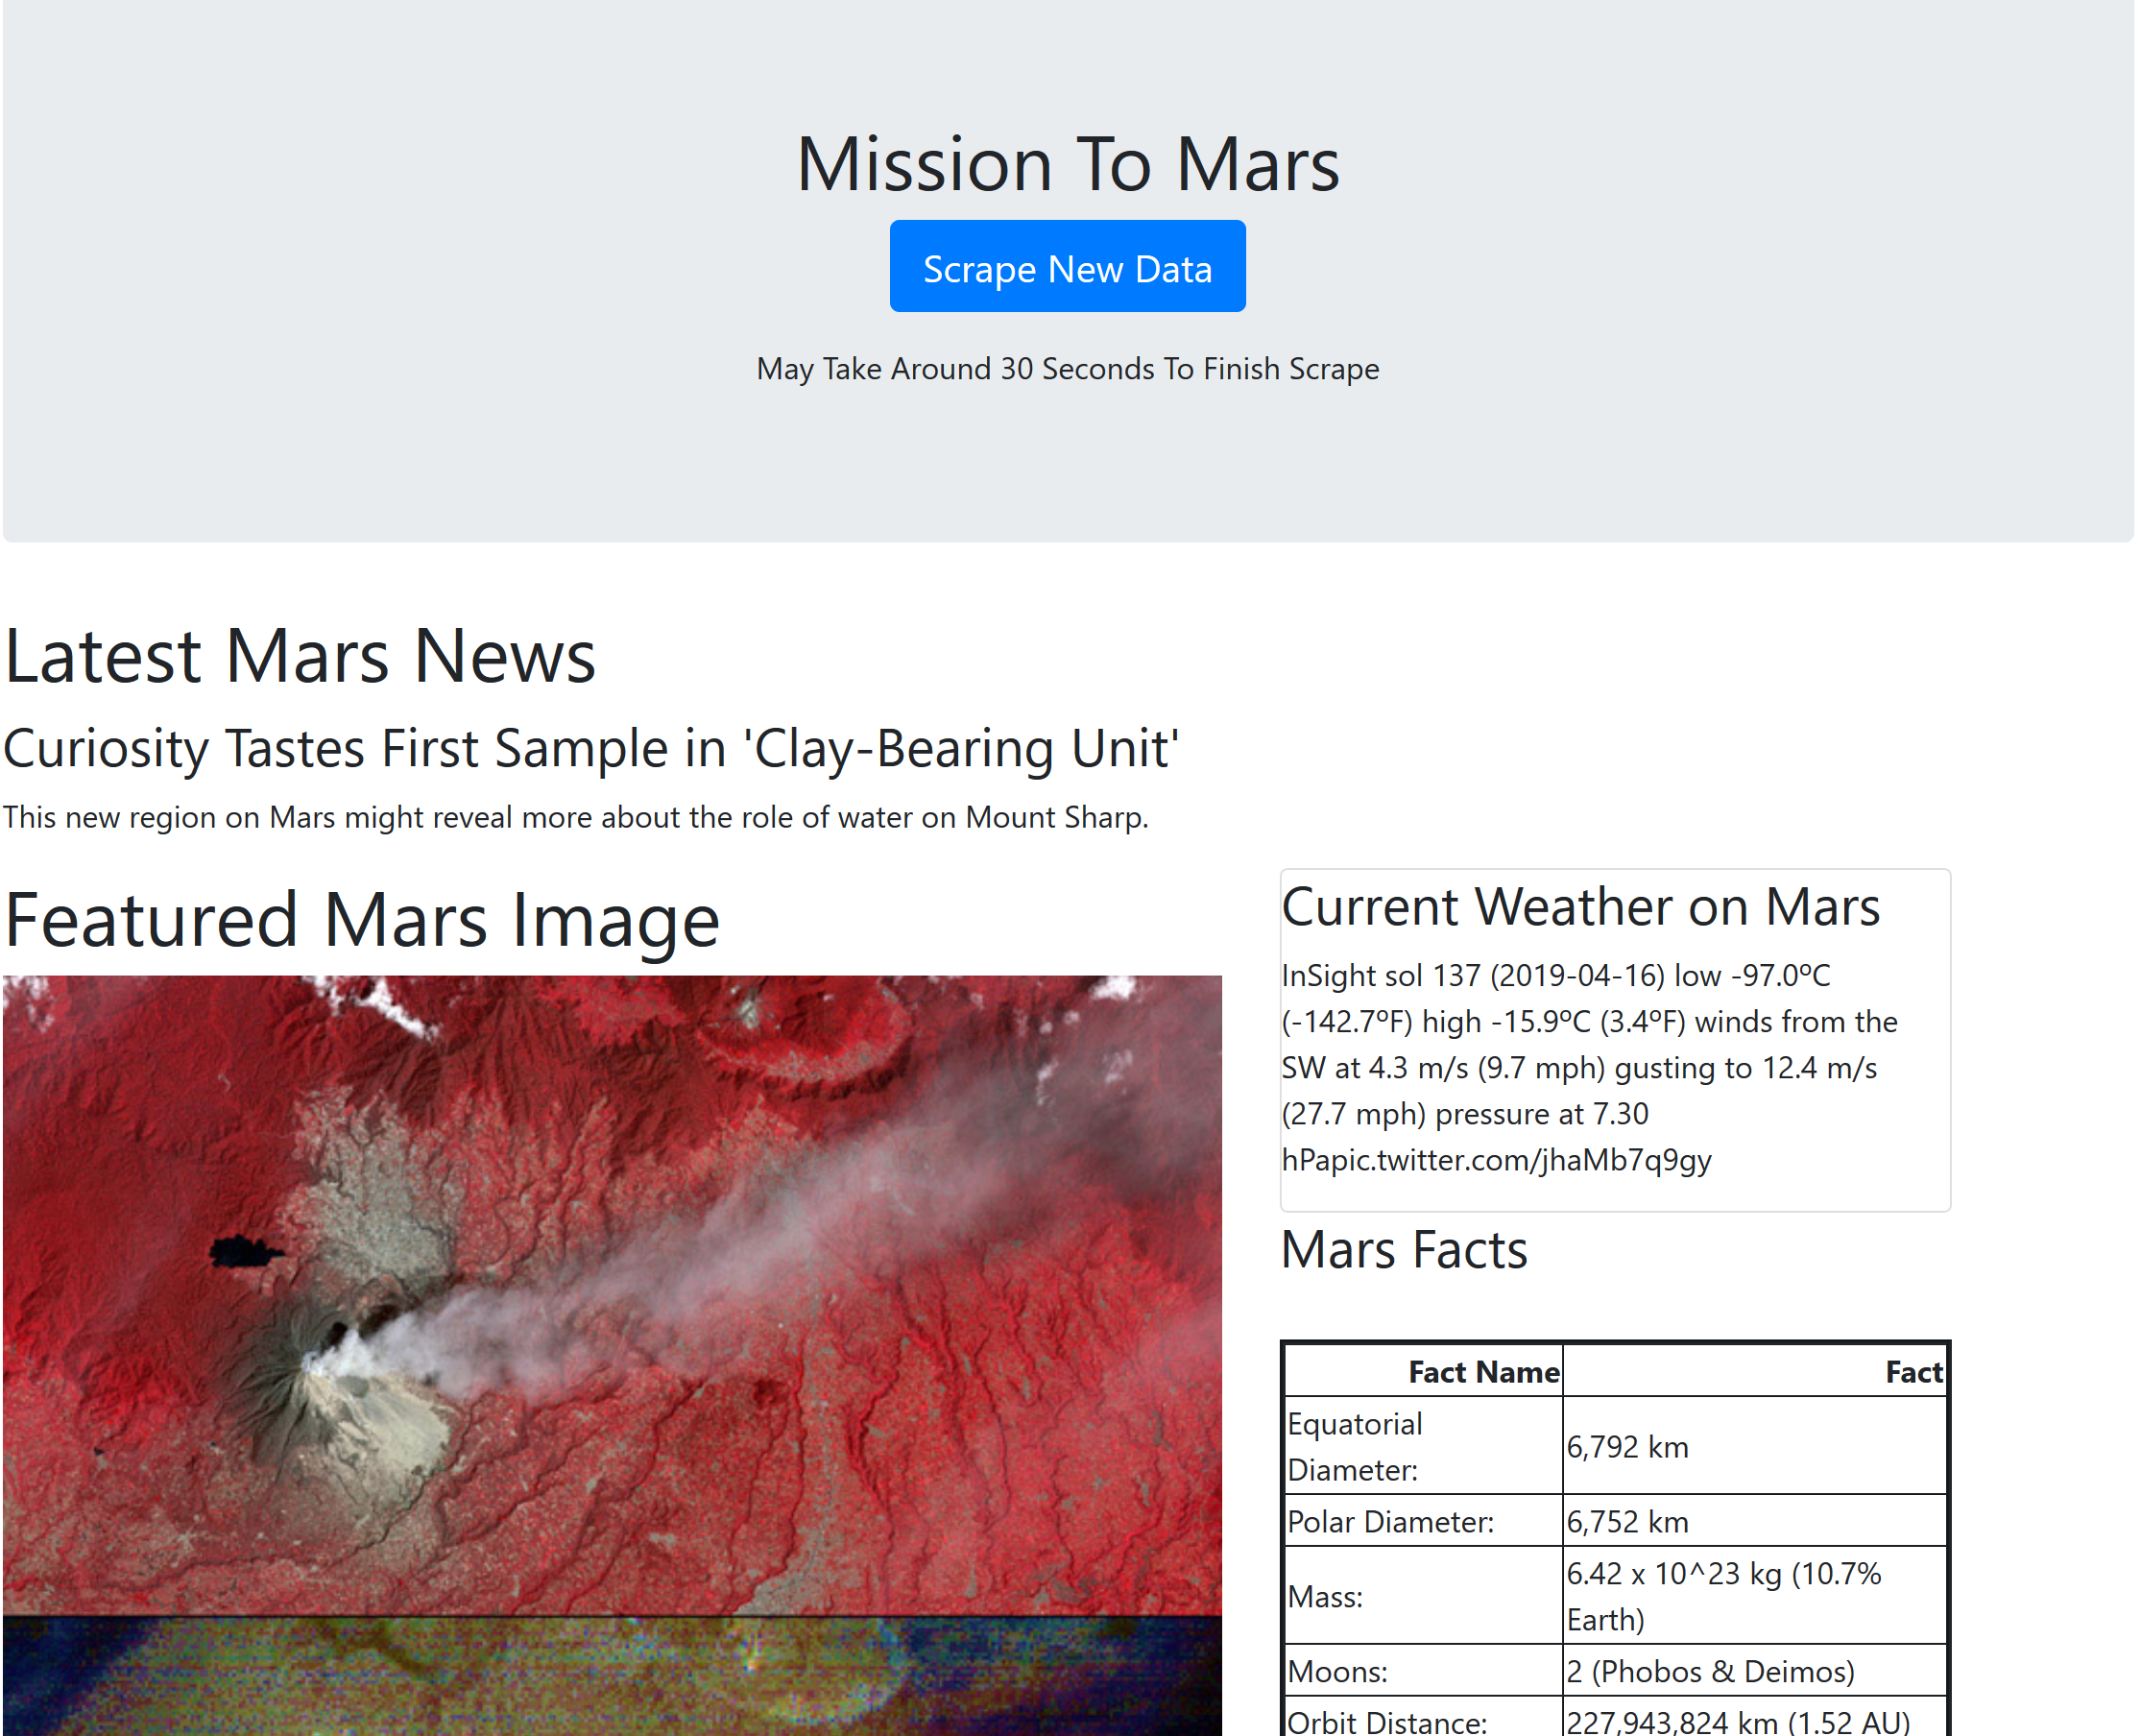 Mission To Mars
Scrape New Data
May Take Around 30 Seconds To Finish Scrape
Latest Mars News
Curiosity Tastes First Sample in 'Clay-Bearing Unit'
This new region on Mars might reveal more about the role of water on Mount Sharp.
Featured Mars Image
Current Weather on Mars
InSight sol 137 (2019-04-16) low -97.0ºC
(-142.7ºF) high -15.9ºC (3.4ºF) winds from the
SW at 4.3 m/s (9.7 mph) gusting to 12.4 m/s
(27.7 mph) pressure at 7.30
hPapic.twitter.com/jhaMb7q9gy
Mars Facts
Fact Name Fact
Equatorial
Diameter: 6,792 km
Polar Diameter: 6,752 km
Mass: 6.42 x 10^23 kg (10.7%
Earth)
Moons: 2 (Phobos & Deimos)
Orbit Distance: 227,943,824 km (1.52 AU)